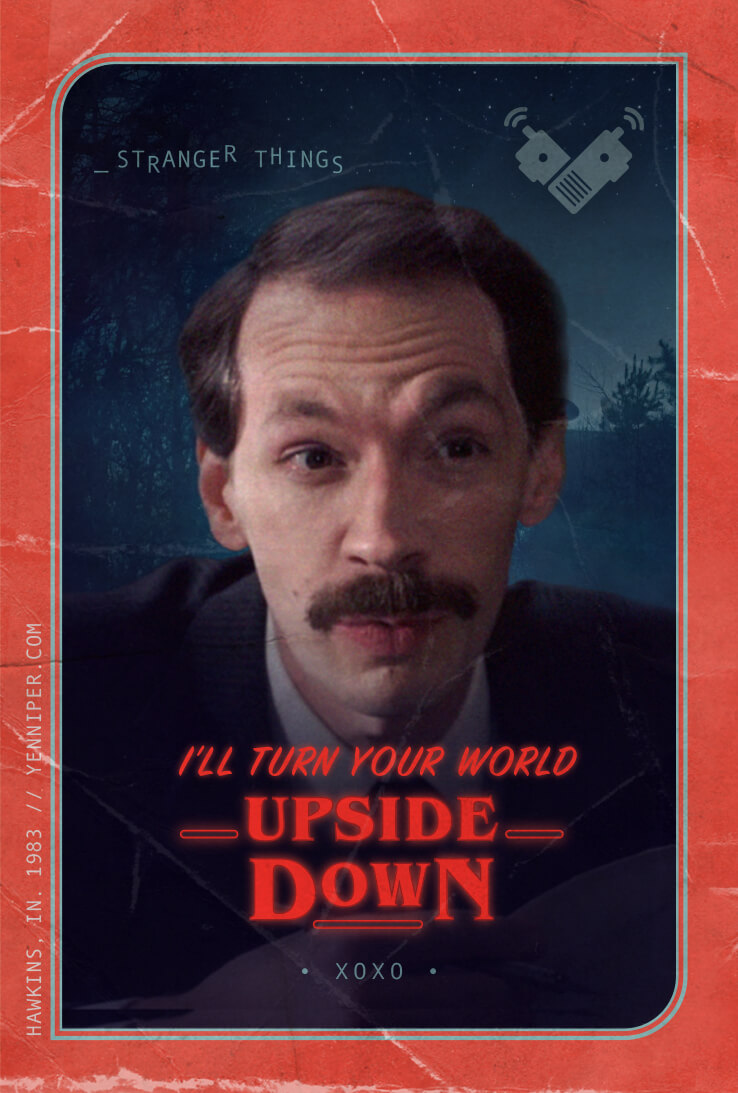 _STRANGER THINGS
I'LL TURN YOUR WORLD
UPSIDE
DOWN
• XOXO •
HAWKINS, IN. 1983 // YENNIPER.COM